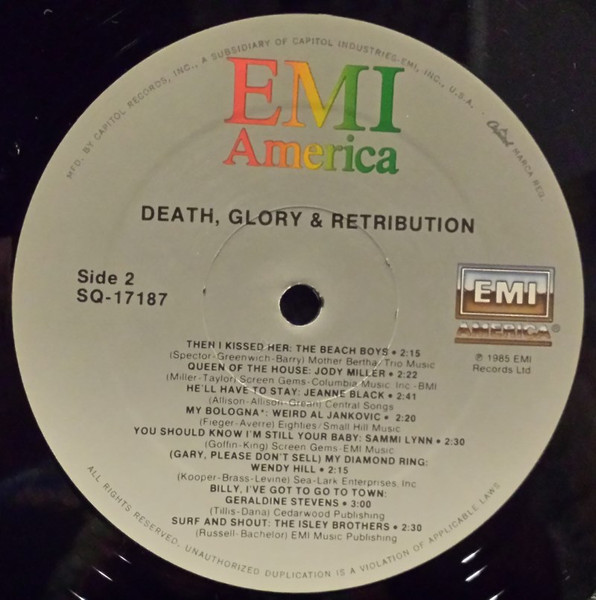 MFD. BY CAPITOL RECORDS, INC., A SUBSIDIARY OF CAPITOL INDUSTRIES-EMI, INC., U.S.A. · Capitol MARCA REG.
EMI
America
DEATH, GLORY & RETRIBUTION
Side 2
SQ-17187
EMI
AMERICA®
℗ 1985 EMI
Records Ltd.
THEN I KISSED HER: THE BEACH BOYS • 2:15
(Spector-Greenwich-Barry) Mother Bertha/Trio Music
QUEEN OF THE HOUSE: JODY MILLER • 2:22
(Miller-Taylor) Screen Gems-Columbia Music Inc.-BMI
HE'LL HAVE TO STAY: JEANNE BLACK • 2:41
(Allison-Allison-Grean) Central Songs
MY BOLOGNA*: WEIRD AL JANKOVIC • 2:20
(Fieger-Averre) Eighties/Small Hill Music
YOU SHOULD KNOW I'M STILL YOUR BABY: SAMMI LYNN • 2:30
(Goffin-King) Screen Gems-EMI Music
(GARY, PLEASE DON'T SELL) MY DIAMOND RING:
WENDY HILL • 2:15
(Kooper-Brass-Levine) Sea-Lark Enterprises Inc.
BILLY, I'VE GOT TO GO TO TOWN:
GERALDINE STEVENS • 3:00
(Tillis-Dana) Cedarwood Publishing
SURF AND SHOUT: THE ISLEY BROTHERS • 2:30
(Russell-Bachelor) EMI Music Publishing
ALL RIGHTS RESERVED. UNAUTHORIZED DUPLICATION IS A VIOLATION OF APPLICABLE LAWS